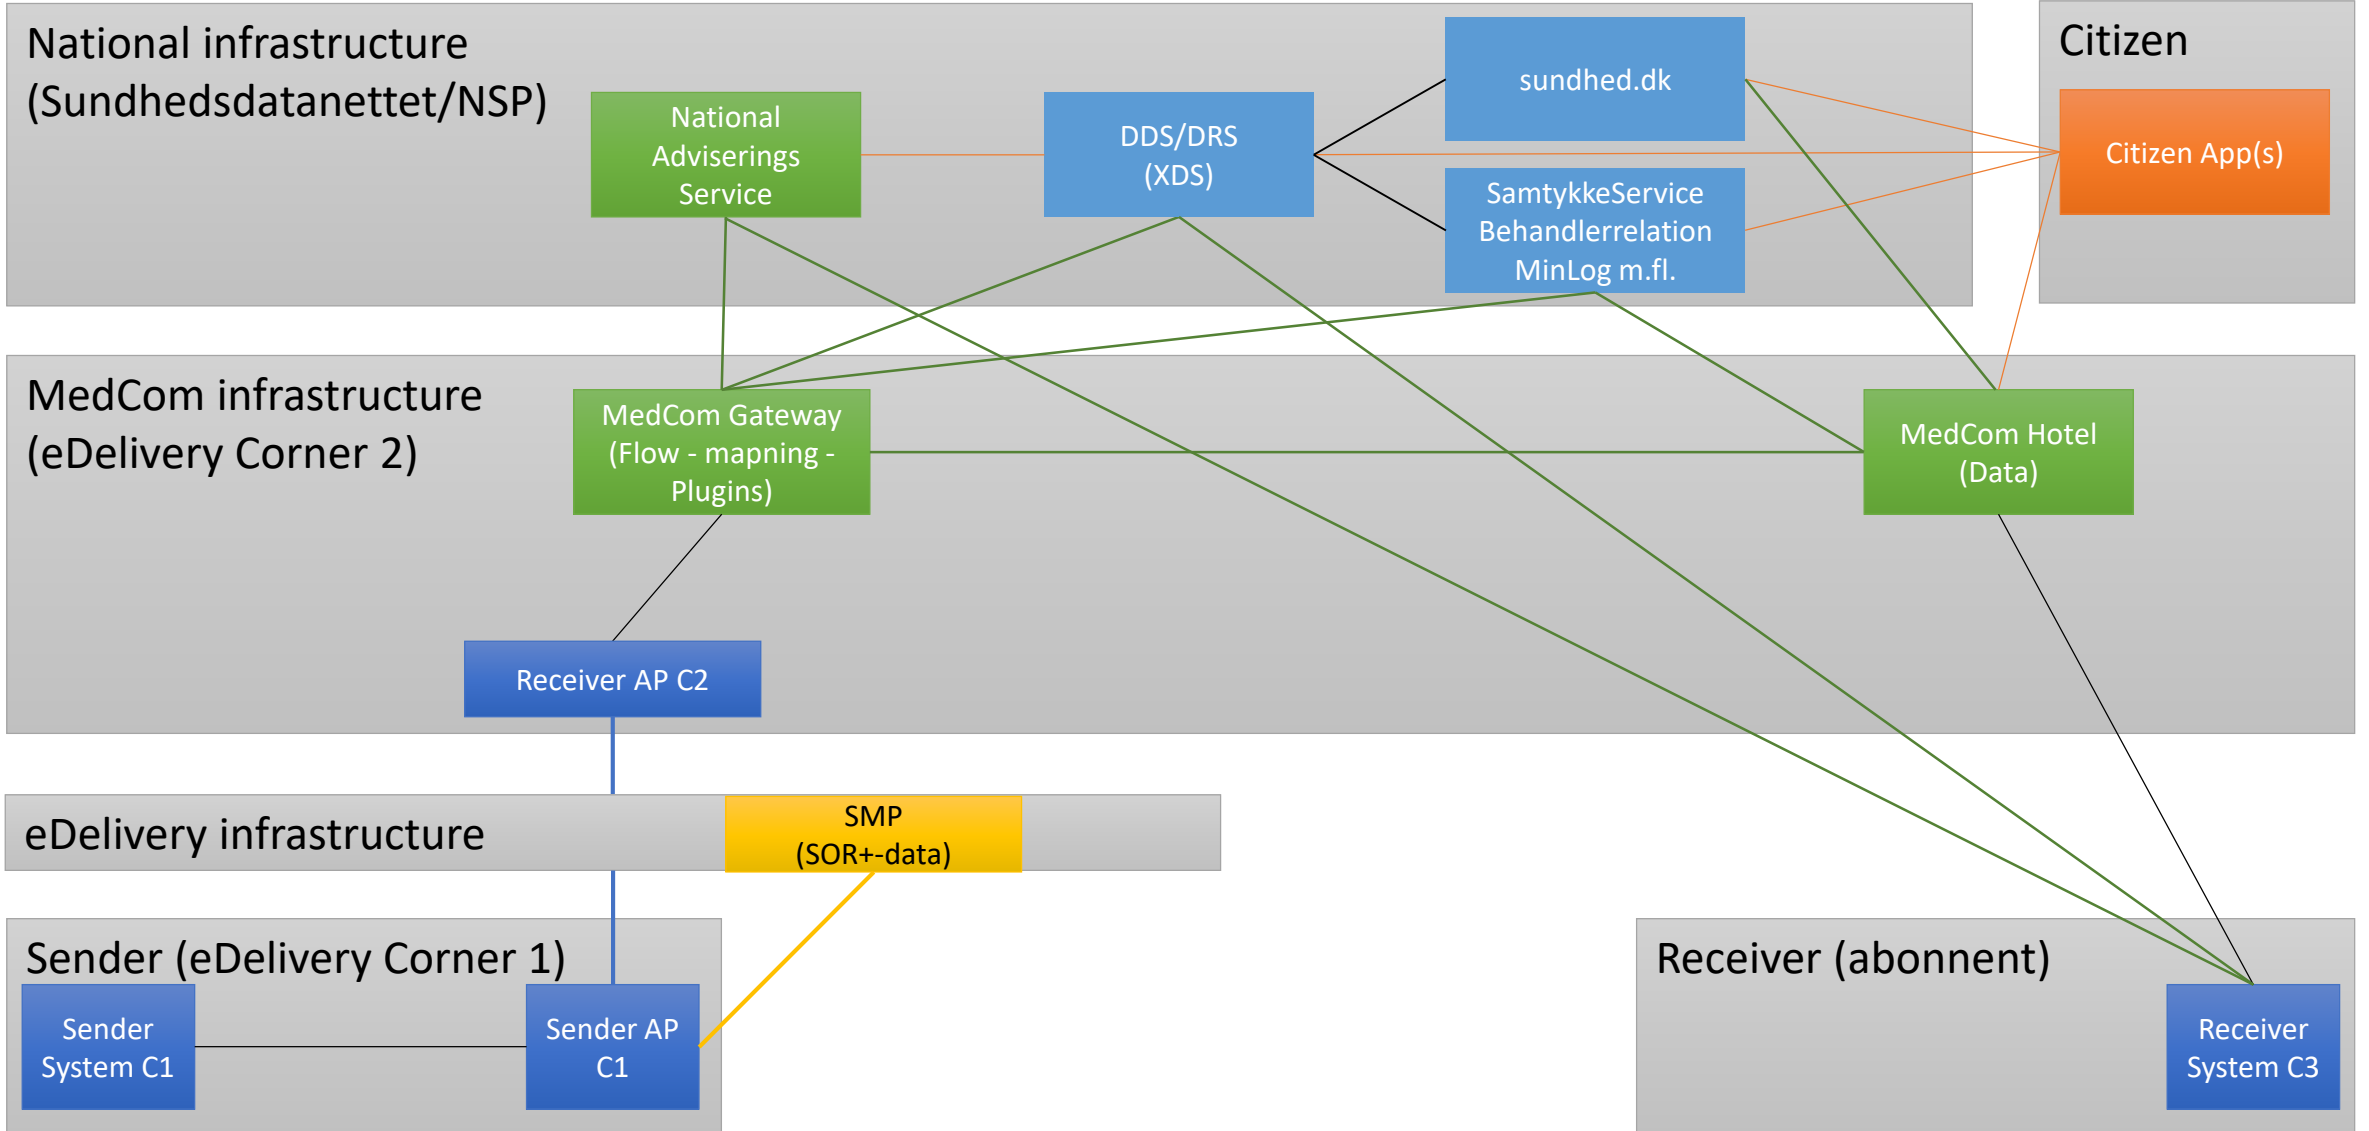 National infrastructure
(Sundhedsdatanettet/NSP)
National
Adviserings
Service
DDS/DRS
(XDS)
sundhed.dk
SamtykkeService
Behandlerrelation
MinLog m.fl.
Citizen
Citizen App(s)
MedCom infrastructure
(eDelivery Corner 2)
MedCom Gateway
(Flow - mapning -
Plugins)
MedCom Hotel
(Data)
Receiver AP C2
eDelivery infrastructure
SMP
(SOR+-data)
Sender (eDelivery Corner 1)
Sender
System C1
Sender AP
C1
Receiver (abonnent)
Receiver
System C3